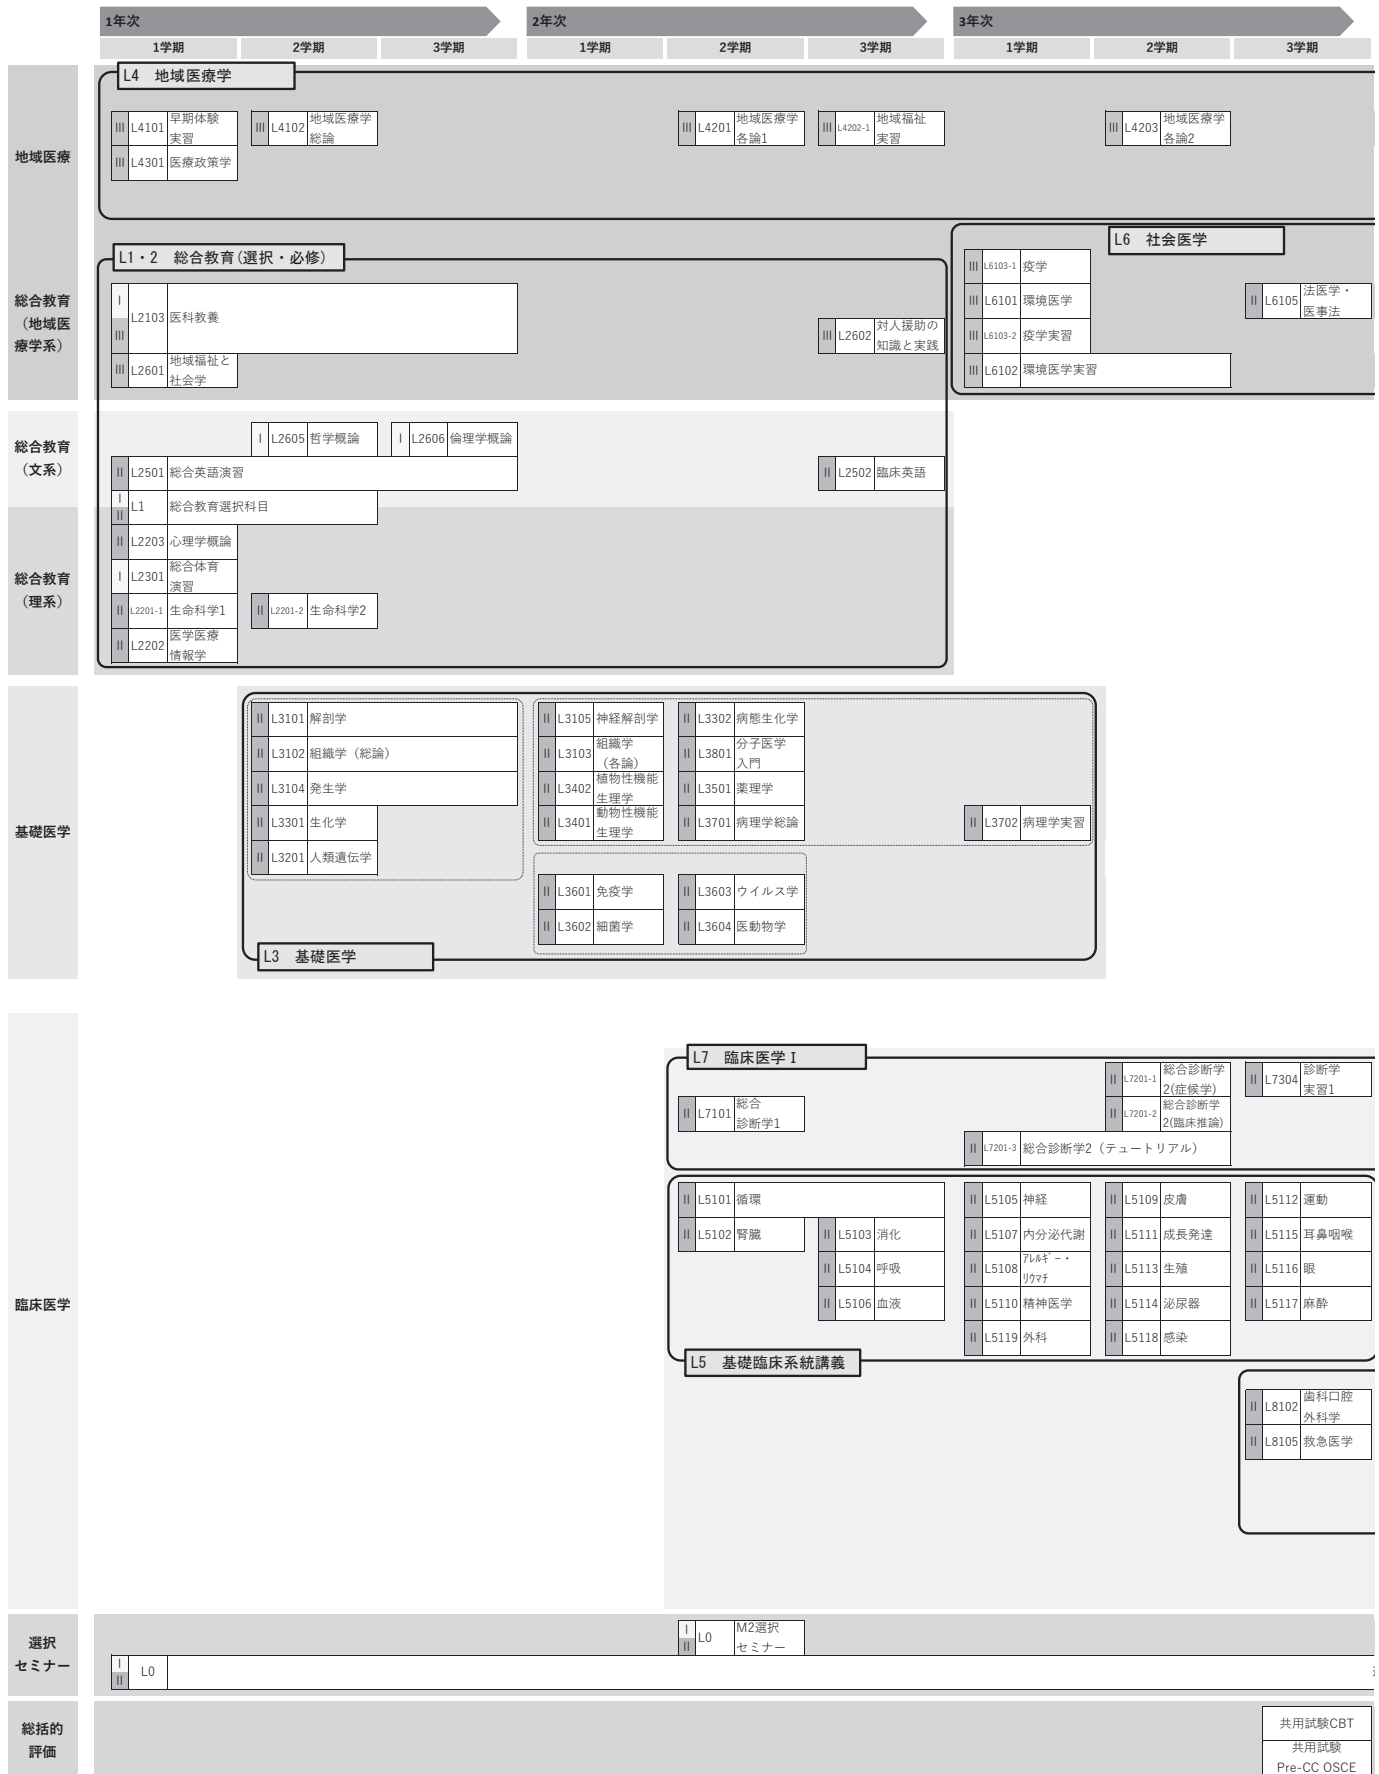 1年次
2年次
3年次
1学期
2学期
3学期
1学期
2学期
3学期
1学期
2学期
3学期
地域医療
L4 地域医療学
III L4101 早期体験
実習
III L4102 地域医療学
総論
III L4201 地域医療学
各論1
III L4202-1 地域福祉
実習
III L4203 地域医療学
各論2
III L4301 医療政策学
総合教育
（地域医
療学系）
L1・2 総合教育(選択・必修)
I
III
L2103 医科教養
III L2602 対人援助の
知識と実践
III L2601 地域福祉と
社会学
L6 社会医学
III L6103-1 疫学
III L6101 環境医学
II L6105 法医学・
医事法
III L6103-2 疫学実習
III L6102 環境医学実習
総合教育
（文系）
I L2605 哲学概論
I L2606 倫理学概論
II L2501 総合英語演習
II L2502 臨床英語
I
II
L1 総合教育選択科目
総合教育
（理系）
II L2203 心理学概論
I L2301 総合体育
演習
II L2201-1 生命科学1
II L2201-2 生命科学2
II L2202 医学医療
情報学
基礎医学
II L3101 解剖学
II L3105 神経解剖学
II L3302 病態生化学
II L3102 組織学（総論）
II L3103 組織学
（各論）
II L3801 分子医学
入門
II L3104 発生学
II L3402 植物性機能
生理学
II L3501 薬理学
II L3301 生化学
II L3401 動物性機能
生理学
II L3701 病理学総論
II L3702 病理学実習
II L3201 人類遺伝学
II L3601 免疫学
II L3603 ウイルス学
II L3602 細菌学
II L3604 医動物学
L3 基礎医学
臨床医学
L7 臨床医学Ⅰ
II L7201-1 総合診断学
2(症候学)
II L7304 診断学
実習1
II L7101 総合
診断学1
II L7201-2 総合診断学
2(臨床推論)
II L7201-3 総合診断学2（テュートリアル）
II L5101 循環
II L5105 神経
II L5109 皮膚
II L5112 運動
II L5102 腎臓
II L5103 消化
II L5107 内分泌代謝
II L5111 成長発達
II L5115 耳鼻咽喉
II L5104 呼吸
II L5108 ｱﾚﾙｷﾞｰ・
ﾘｳﾏﾁ
II L5113 生殖
II L5116 眼
II L5106 血液
II L5110 精神医学
II L5114 泌尿器
II L5117 麻酔
II L5119 外科
II L5118 感染
L5 基礎臨床系統講義
II L8102 歯科口腔
外科学
II L8105 救急医学
選択
セミナー
I
II
L0 M2選択
セミナー
I
II
L0
総括的
評価
共用試験CBT
共用試験
Pre-CC OSCE